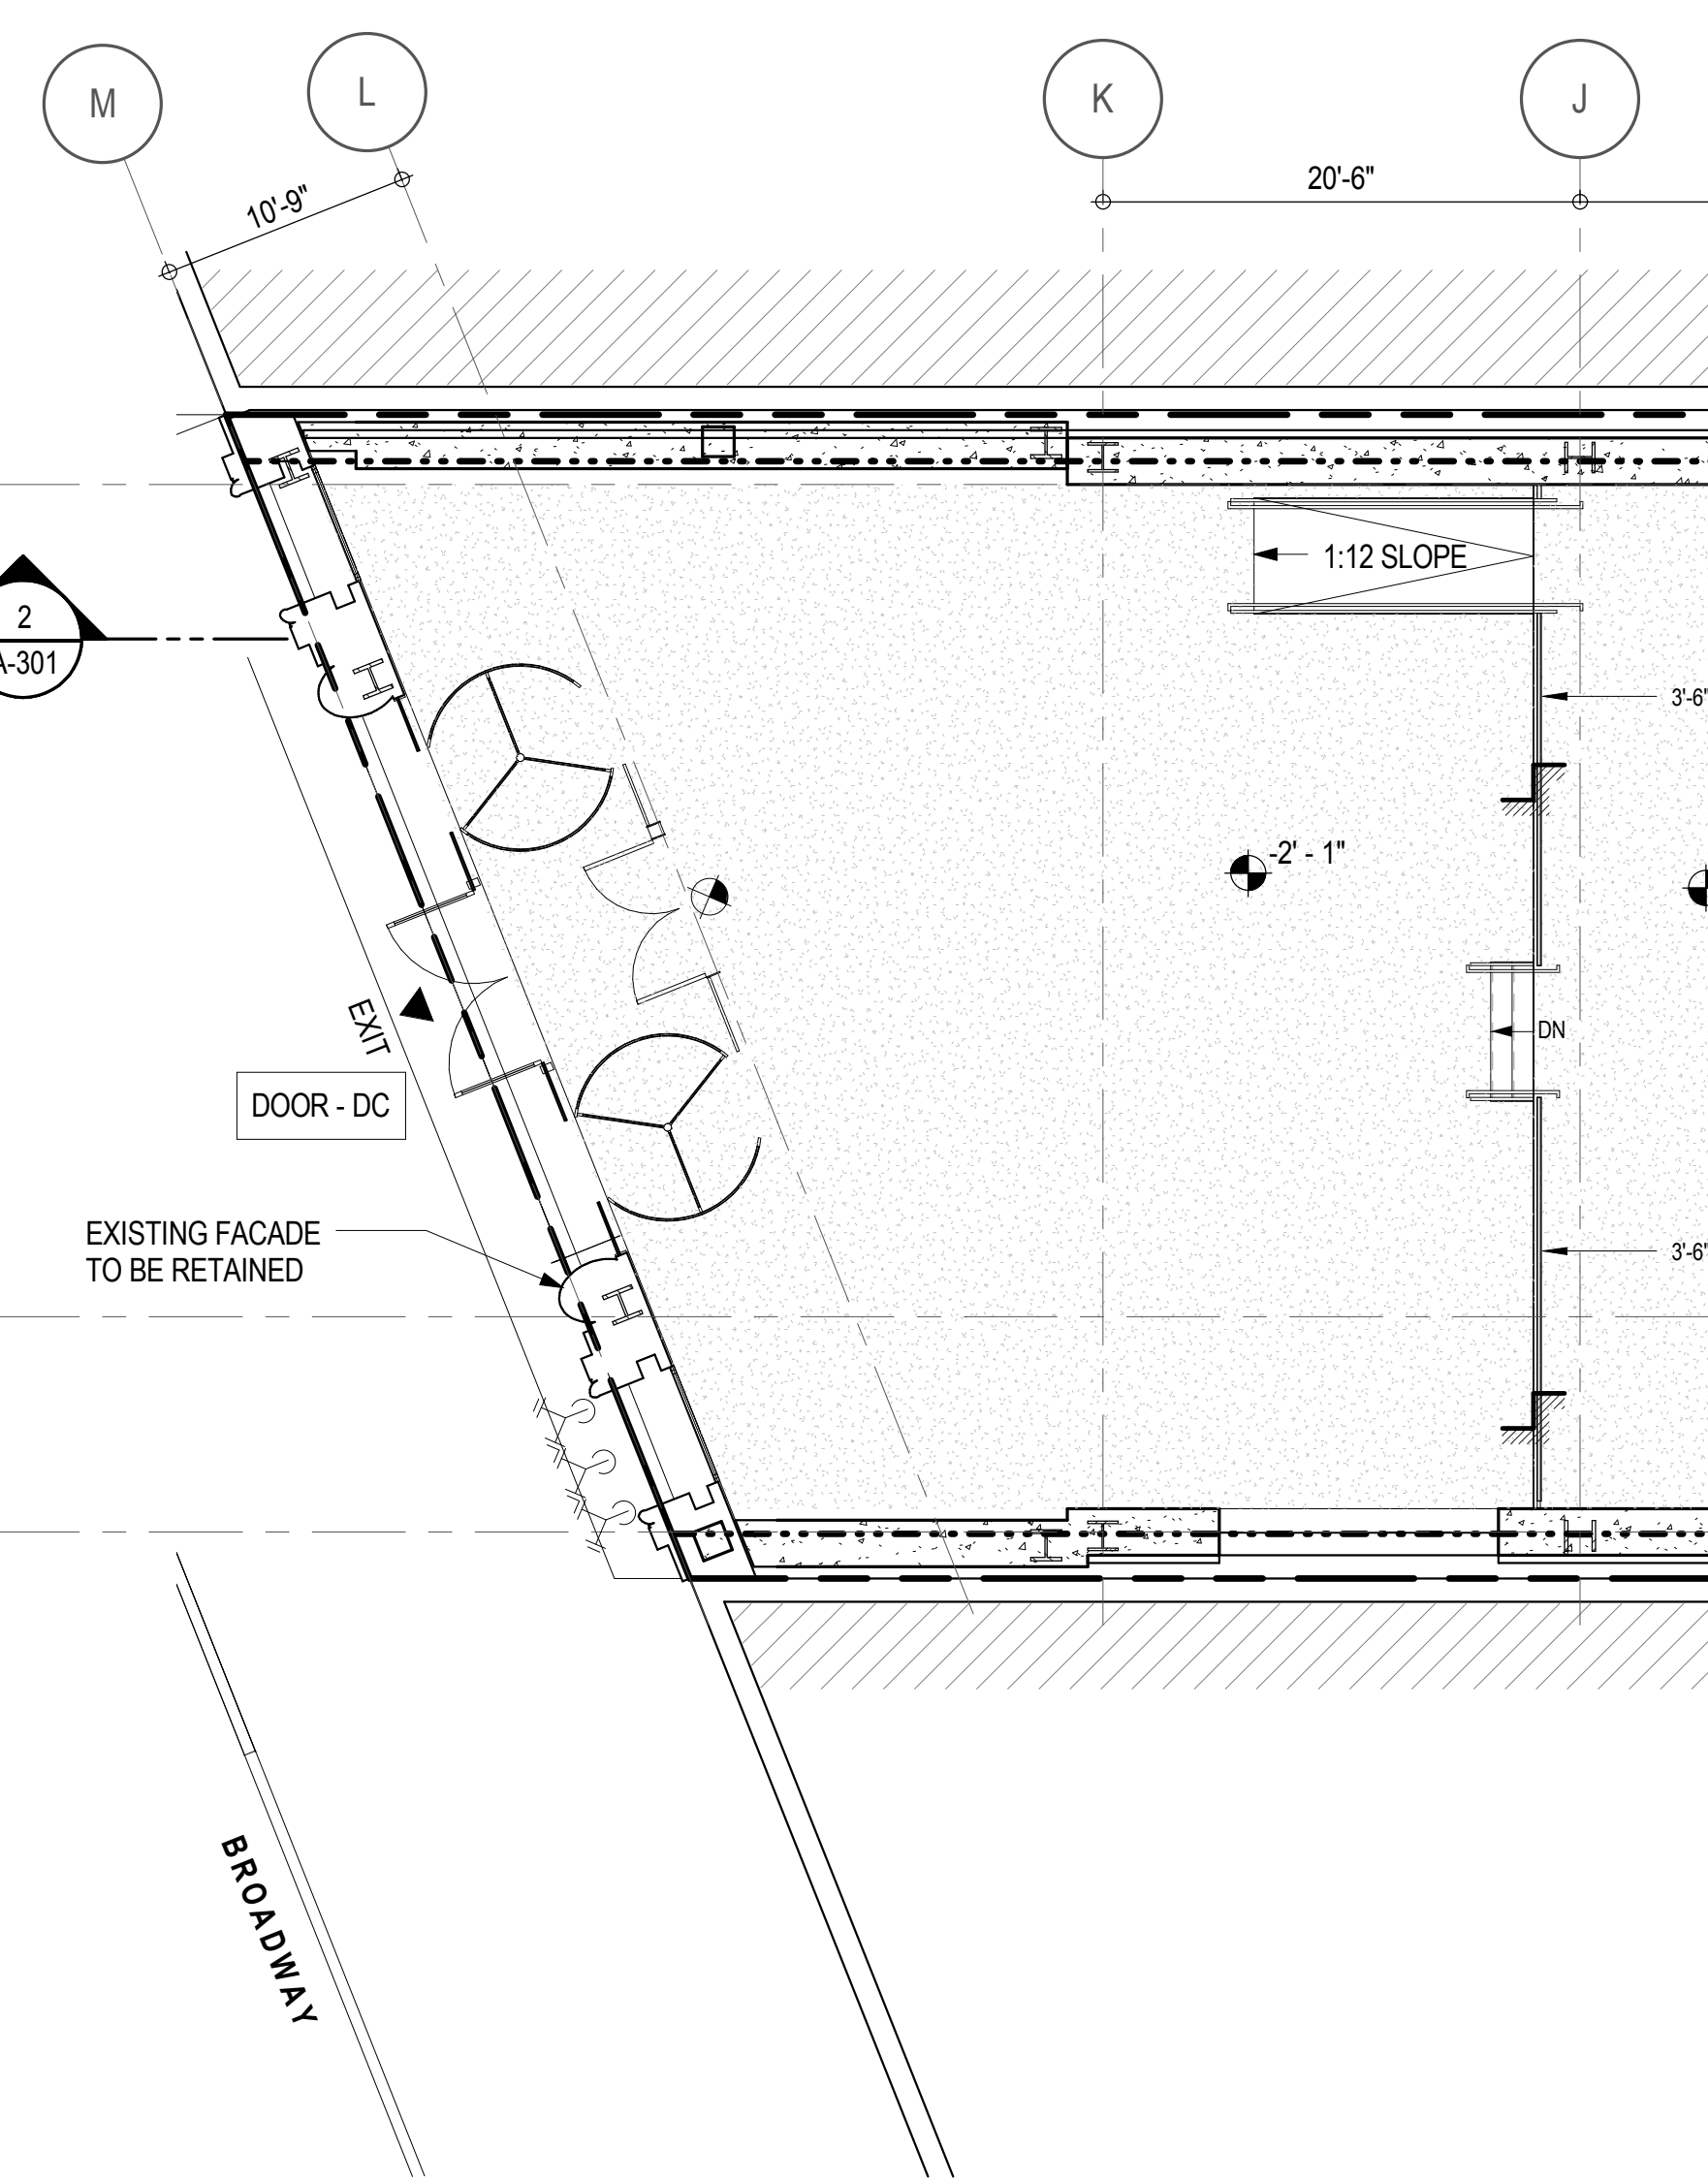 M
L
K
J
10'-9"
20'-6"
2
A-301
1:12 SLOPE
3'-6"
-2' - 1"
EXIT
DN
DOOR - DC
EXISTING FACADE
TO BE RETAINED
3'-6"
BROADWAY